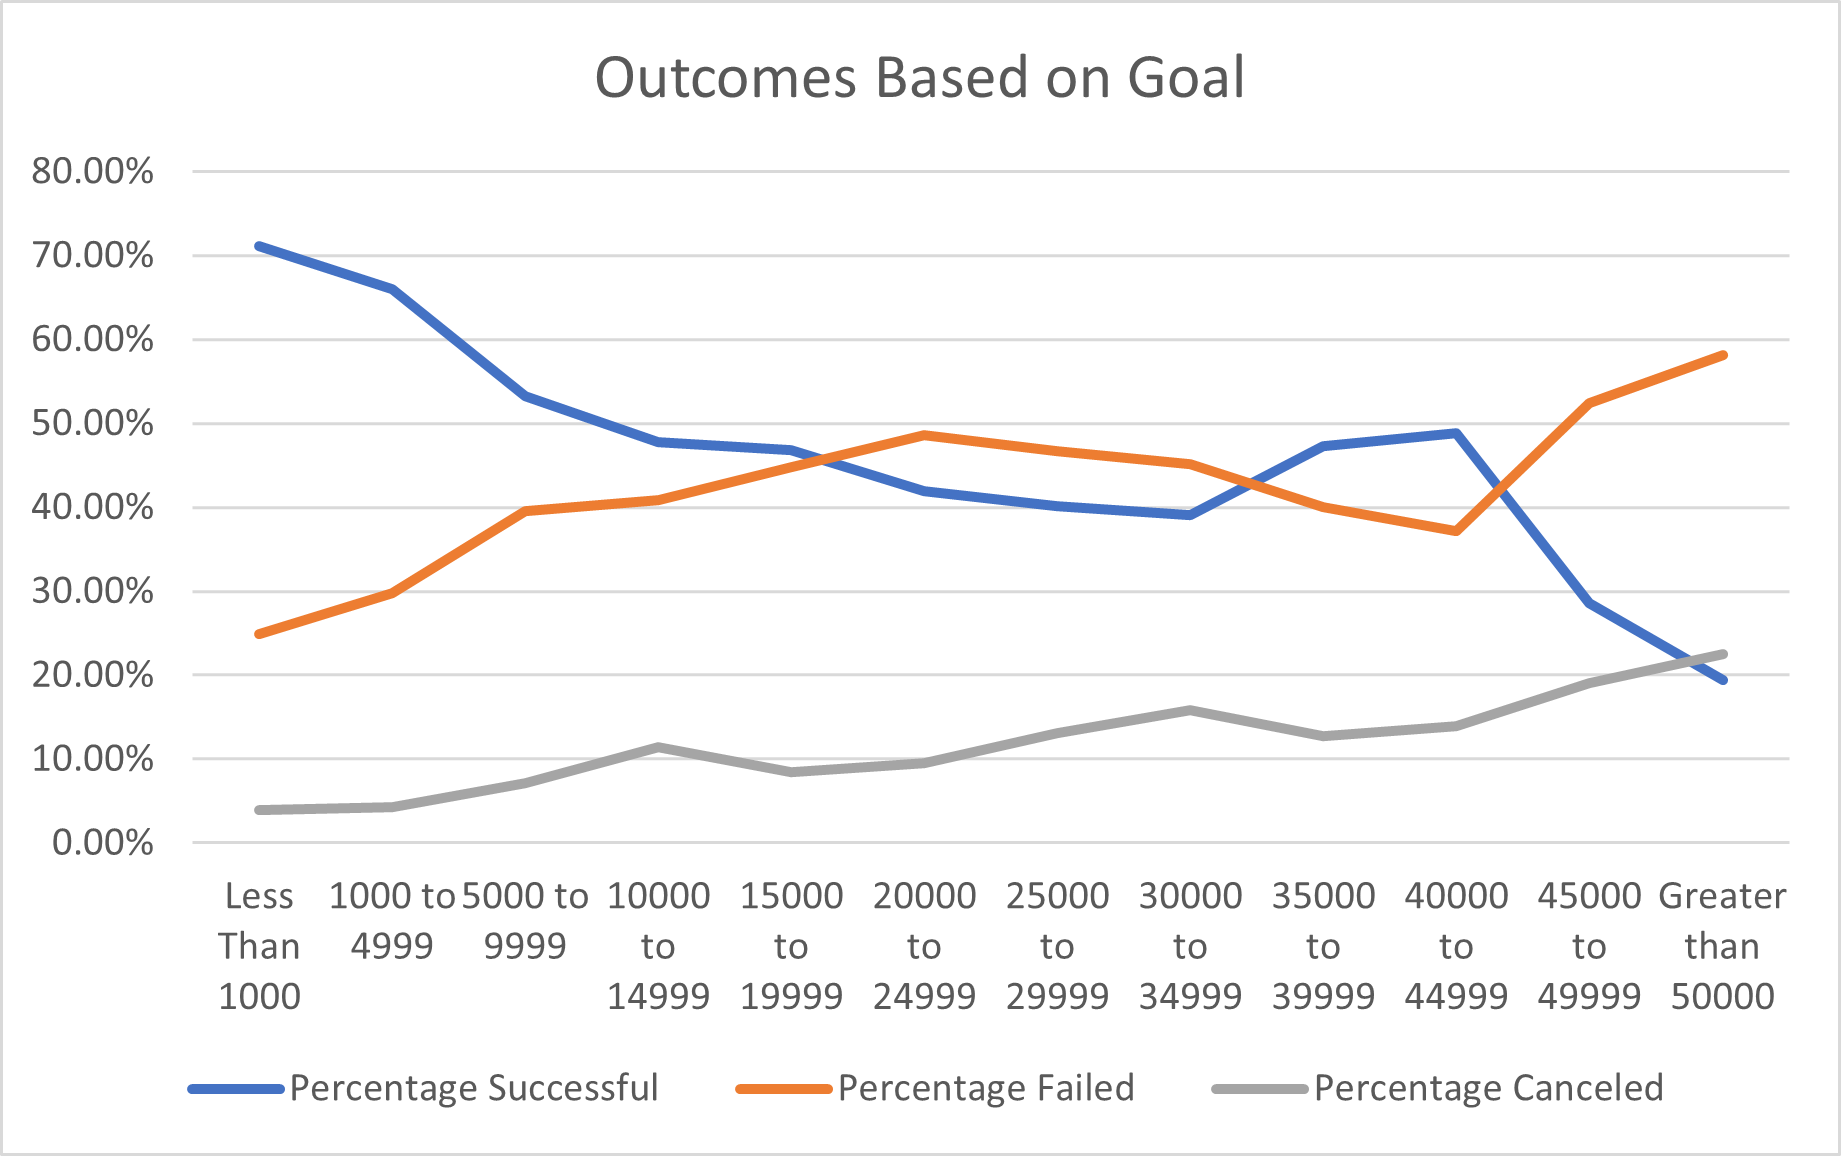 Outcomes Based on Goal
80.00%
70.00%
60.00%
50.00%
40.00%
30.00%
20.00%
10.00%
0.00%
Less
Than
1000
1000 to
4999
5000 to
9999
10000
to
14999
15000
to
19999
20000
to
24999
25000
to
29999
30000
to
34999
35000
to
39999
40000
to
44999
45000
to
49999
Greater
than
50000
Percentage Successful
Percentage Failed
Percentage Canceled